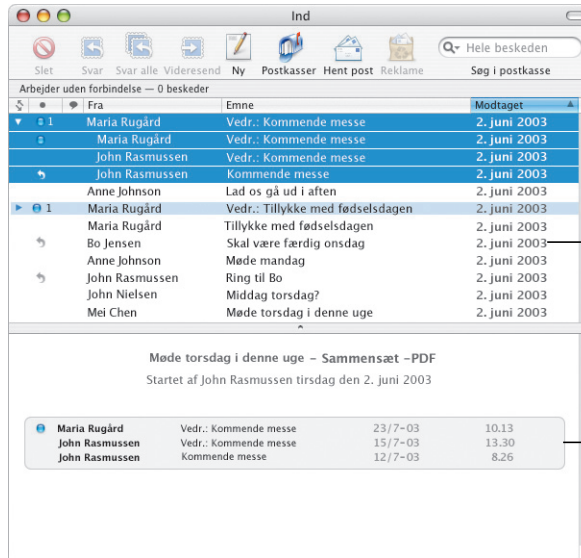 Ind
Slet Svar Svar alle Videresend Ny Postkasser Hent post Reklame Søg i postkasse
Hele beskeden
Arbejder uden forbindelse — 0 beskeder
Fra Emne Modtaget
1 Maria Rugård Vedr.: Kommende messe 2. juni 2003
Maria Rugård Vedr.: Kommende messe 2. juni 2003
John Rasmussen Vedr.: Kommende messe 2. juni 2003
John Rasmussen Kommende messe 2. juni 2003
Anne Johnson Lad os gå ud i aften 2. juni 2003
1 Maria Rugård Vedr.: Tillykke med fødselsdagen 2. juni 2003
Maria Rugård Tillykke med fødselsdagen 2. juni 2003
Bo Jensen Skal være færdig onsdag 2. juni 2003
Anne Johnson Møde mandag 2. juni 2003
John Rasmussen Ring til Bo 2. juni 2003
John Nielsen Middag torsdag? 2. juni 2003
Mei Chen Møde torsdag i denne uge 2. juni 2003
Møde torsdag i denne uge – Sammensæt –PDF
Startet af John Rasmussen tirsdag den 2. juni 2003
Maria Rugård Vedr.: Kommende messe 23/7-03 10.13
John Rasmussen Vedr.: Kommende messe 15/7-03 13.30
John Rasmussen Kommende messe 12/7-03 8.26